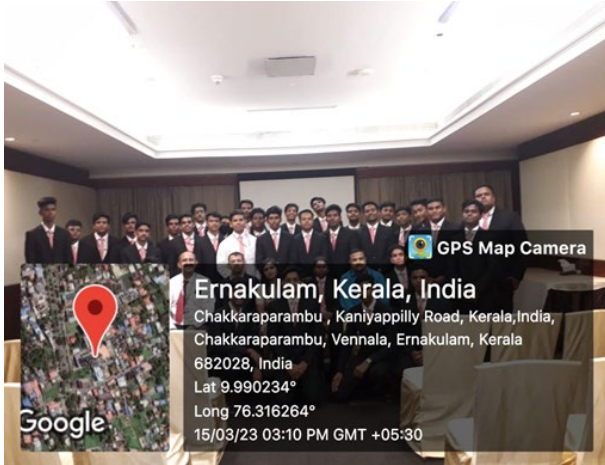 GPS Map Camera
Ernakulam, Kerala, India
Chakkaraparambu , Kaniyappilly Road, Kerala,India,
Chakkaraparambu, Vennala, Ernakulam, Kerala
682028, India
Lat 9.990234°
Long 76.316264°
15/03/23 03:10 PM GMT +05:30
Google